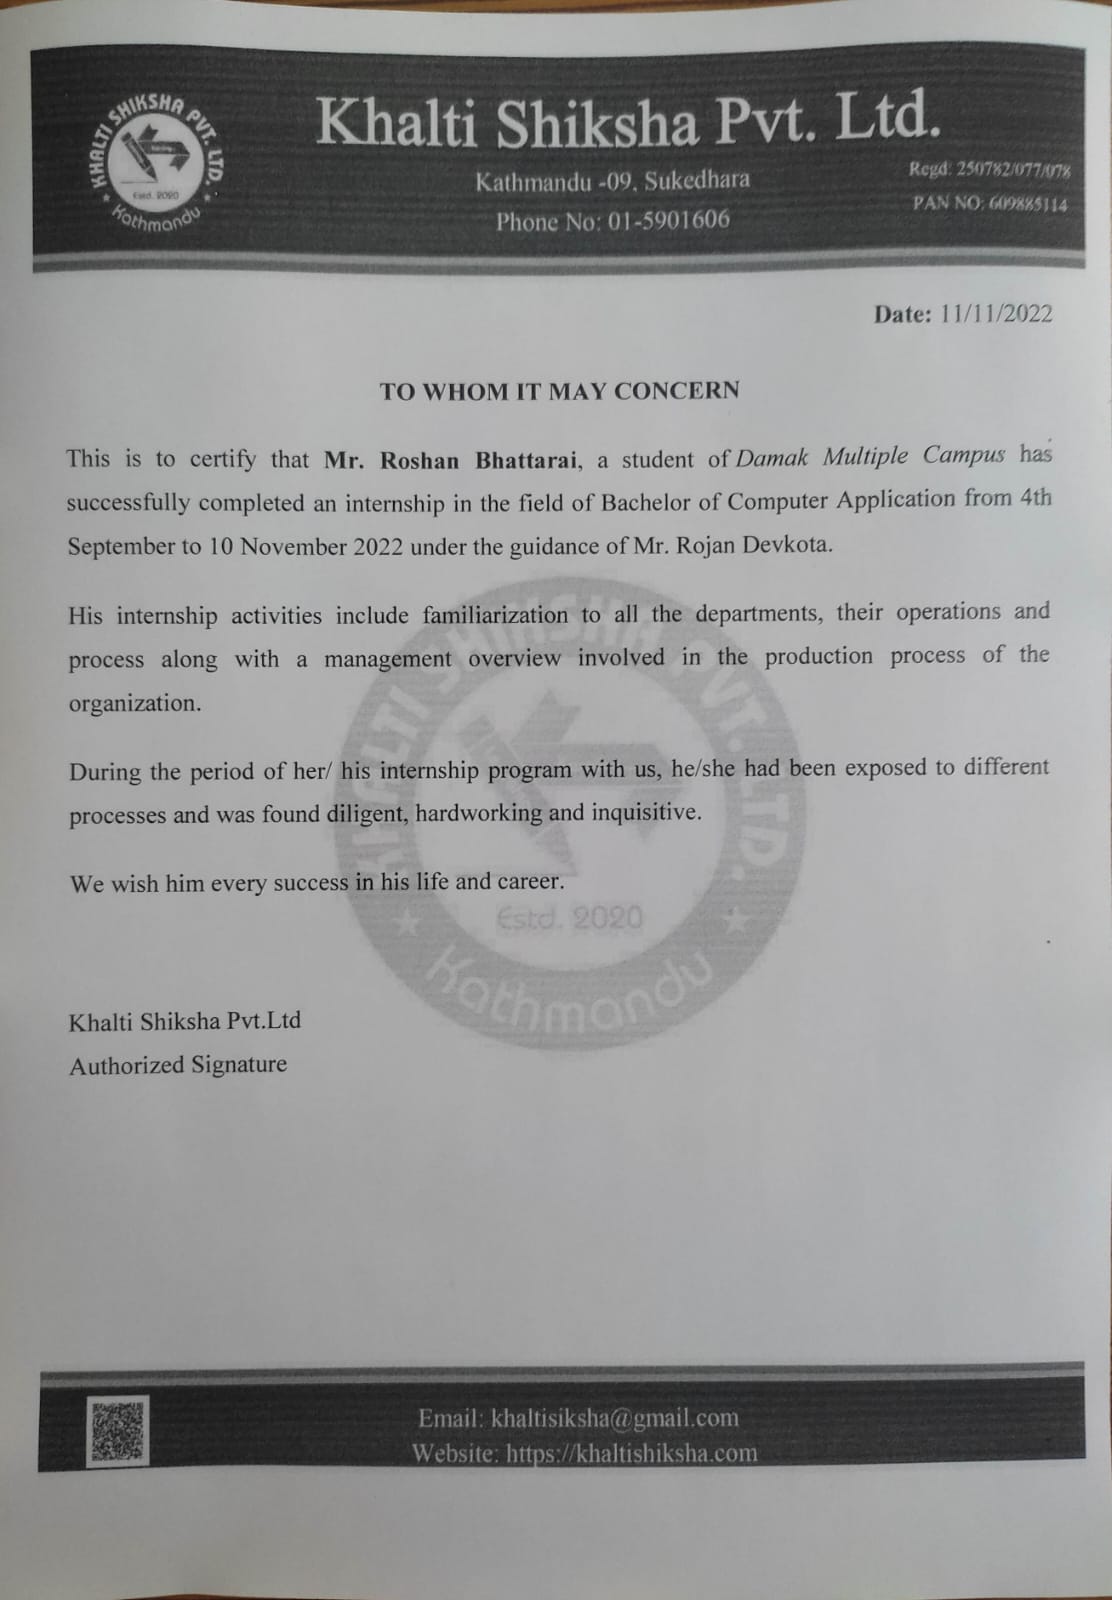 KHALTI SHIKSHA PVT. LTD.
Estd. 2020
Kathmandu
Khalti Shiksha Pvt. Ltd.
Kathmandu -09, Sukedhara
Phone No: 01-5901606
Regd: 250782/077/078
PAN NO: 609885114
Date: 11/11/2022
TO WHOM IT MAY CONCERN
This is to certify that Mr. Roshan Bhattarai, a student of Damak Multiple Campus has
successfully completed an internship in the field of Bachelor of Computer Application from 4th
September to 10 November 2022 under the guidance of Mr. Rojan Devkota.
His internship activities include familiarization to all the departments, their operations and
process along with a management overview involved in the production process of the
organization.
During the period of her/ his internship program with us, he/she had been exposed to different
processes and was found diligent, hardworking and inquisitive.
We wish him every success in his life and career.
KHALTI SHIKSHA PVT. LTD.
Estd. 2020
Kathmandu
Khalti Shiksha Pvt.Ltd
Authorized Signature
Email: khaltisiksha@gmail.com
Website: https://khaltishiksha.com